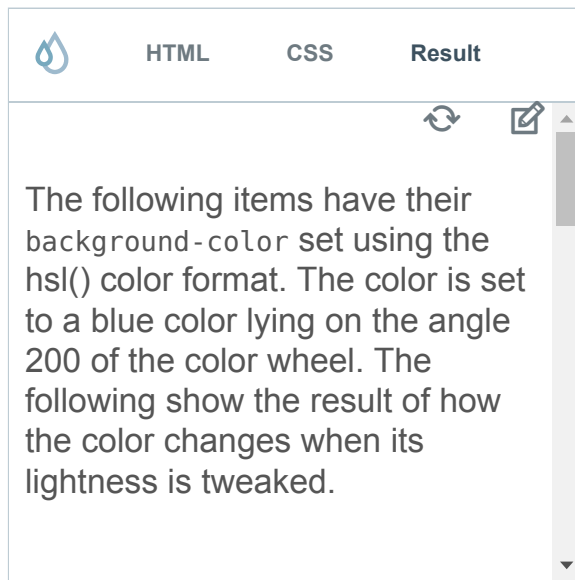 HTML CSS Result
The following items have their
background-color set using the
hsl() color format. The color is set
to a blue color lying on the angle
200 of the color wheel. The
following show the result of how
the color changes when its
lightness is tweaked.